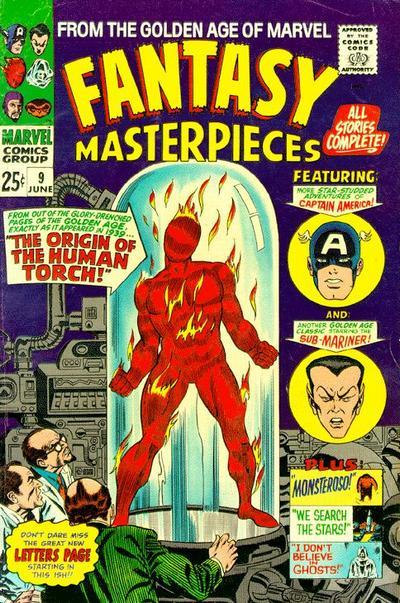 FROM THE GOLDEN AGE OF MARVEL
APPROVED
BY THE
COMICS
CODE
AUTHORITY
FANTASY
MASTERPIECES
MARVEL
COMICS
GROUP
25¢
9
JUNE
ALL
STORIES
COMPLETE!
FEATURING:
MORE STAR-STUDDED
ADVENTURES OF
CAPTAIN AMERICA!
A
FROM OUT OF THE GLORY-DRENCHED
PAGES OF THE GOLDEN AGE,
EXACTLY AS IT APPEARED IN 1939...
"THE ORIGIN OF
THE HUMAN
TORCH!"
AND:
ANOTHER GOLDEN AGE
CLASSIC STARRING THE
SUB-MARINER!
PLUS:
"MONSTEROSO!"
"WE SEARCH
THE STARS!"
"I DON'T
BELIEVE
IN
GHOSTS!"
DON'T DARE MISS
THE GREAT NEW
LETTERS PAGE
STARTING IN
THIS ISH!!